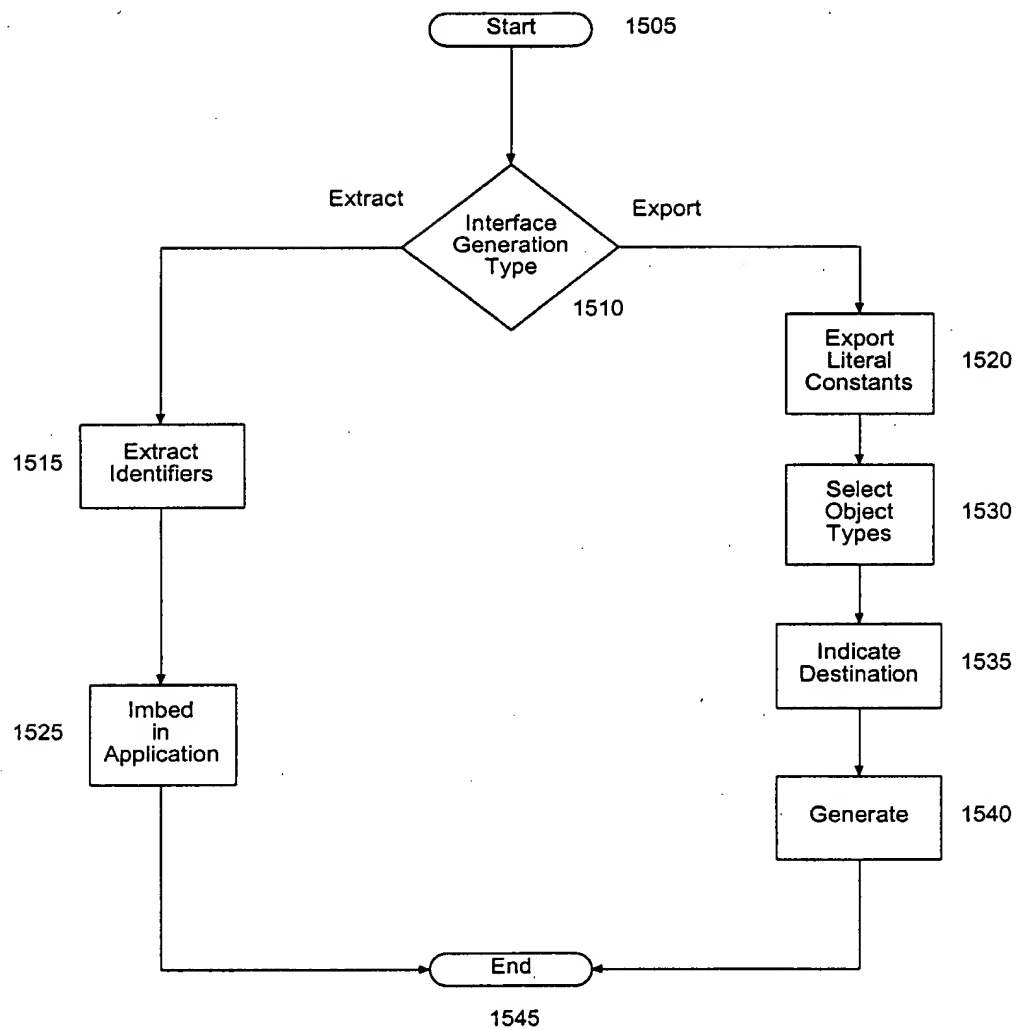 Start
1505
Extract
Export
Interface
Generation
Type
1510
Export
Literal
Constants
1520
Extract
Identifiers
1515
Select
Object
Types
1530
Indicate
Destination
1535
Imbed
in
Application
1525
Generate
1540
End
1545